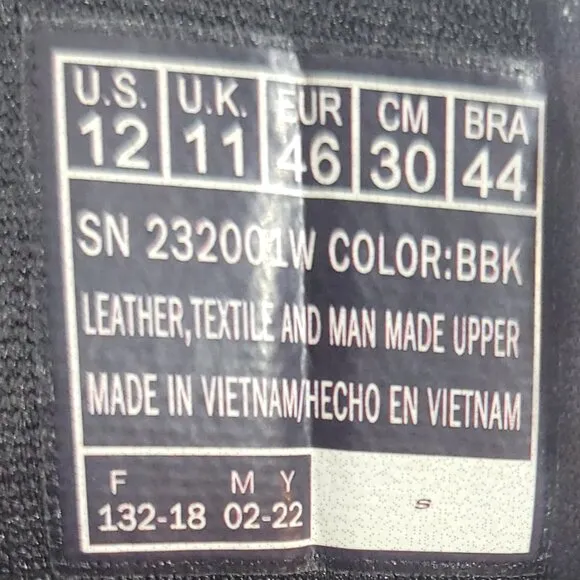 U.S. U.K. EUR CM BRA
12 11 46 30 44
SN 232001W COLOR:BBK
LEATHER,TEXTILE AND MAN MADE UPPER
MADE IN VIETNAM/HECHO EN VIETNAM
F M Y
132-18 02-22
S